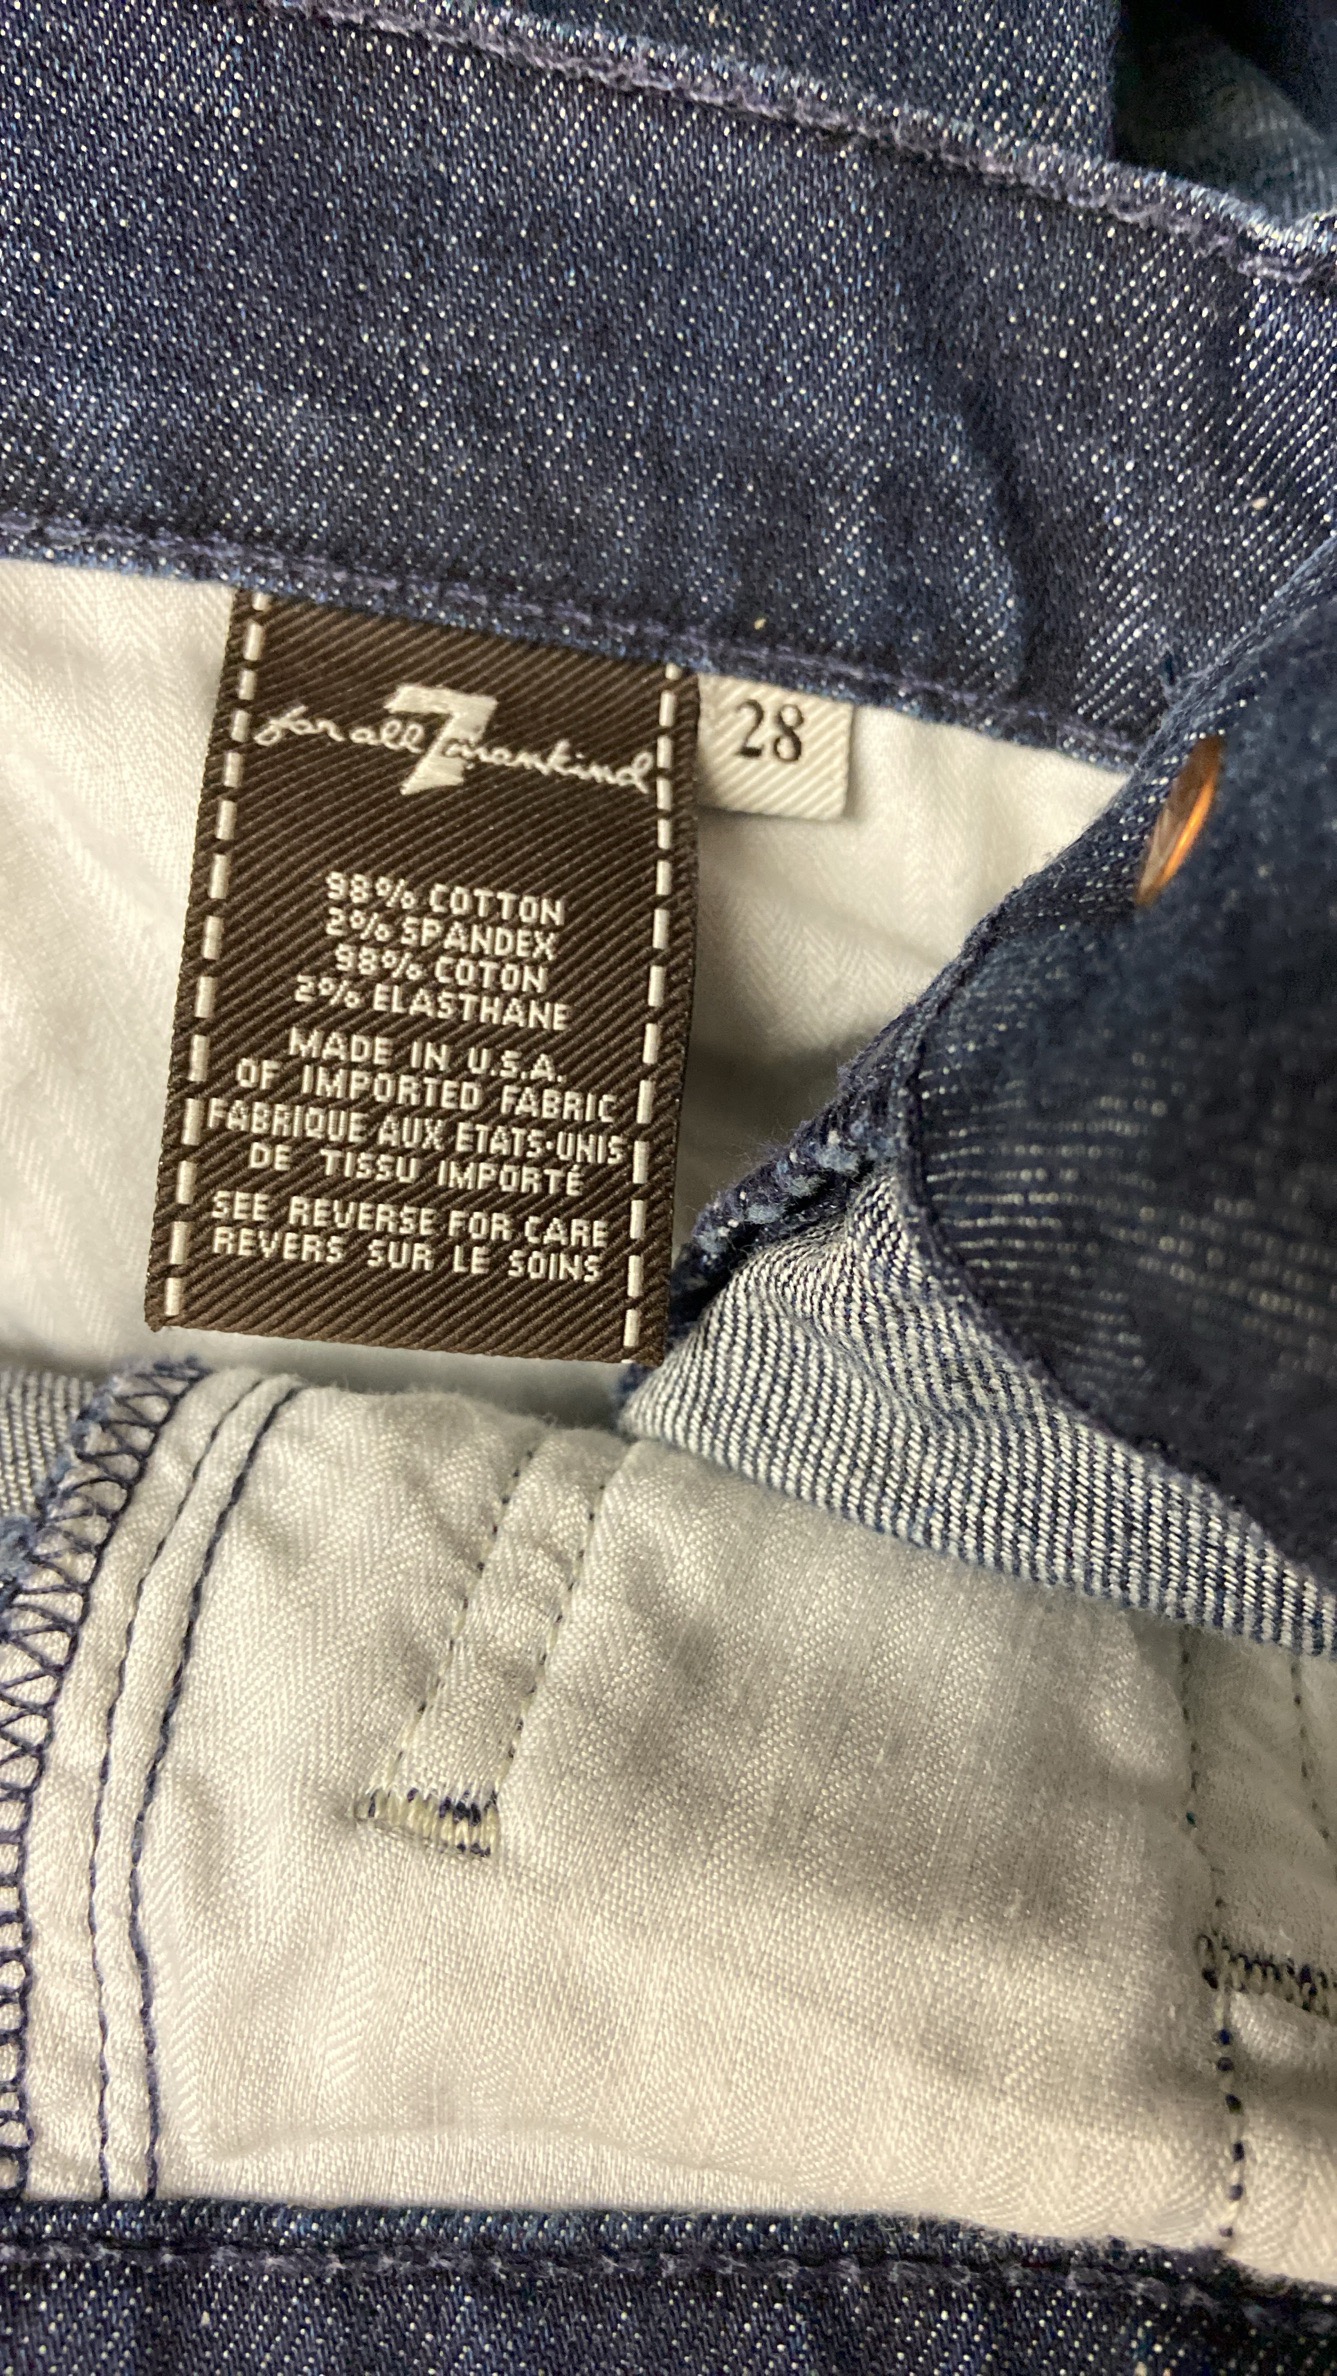 for all 7 mankind
28
98% COTTON
2% SPANDEX
98% COTON
2% ELASTHANE
MADE IN U.S.A.
OF IMPORTED FABRIC
FABRIQUE AUX ETATS-UNIS
DE TISSU IMPORTÉ
SEE REVERSE FOR CARE
REVERS SUR LE SOINS